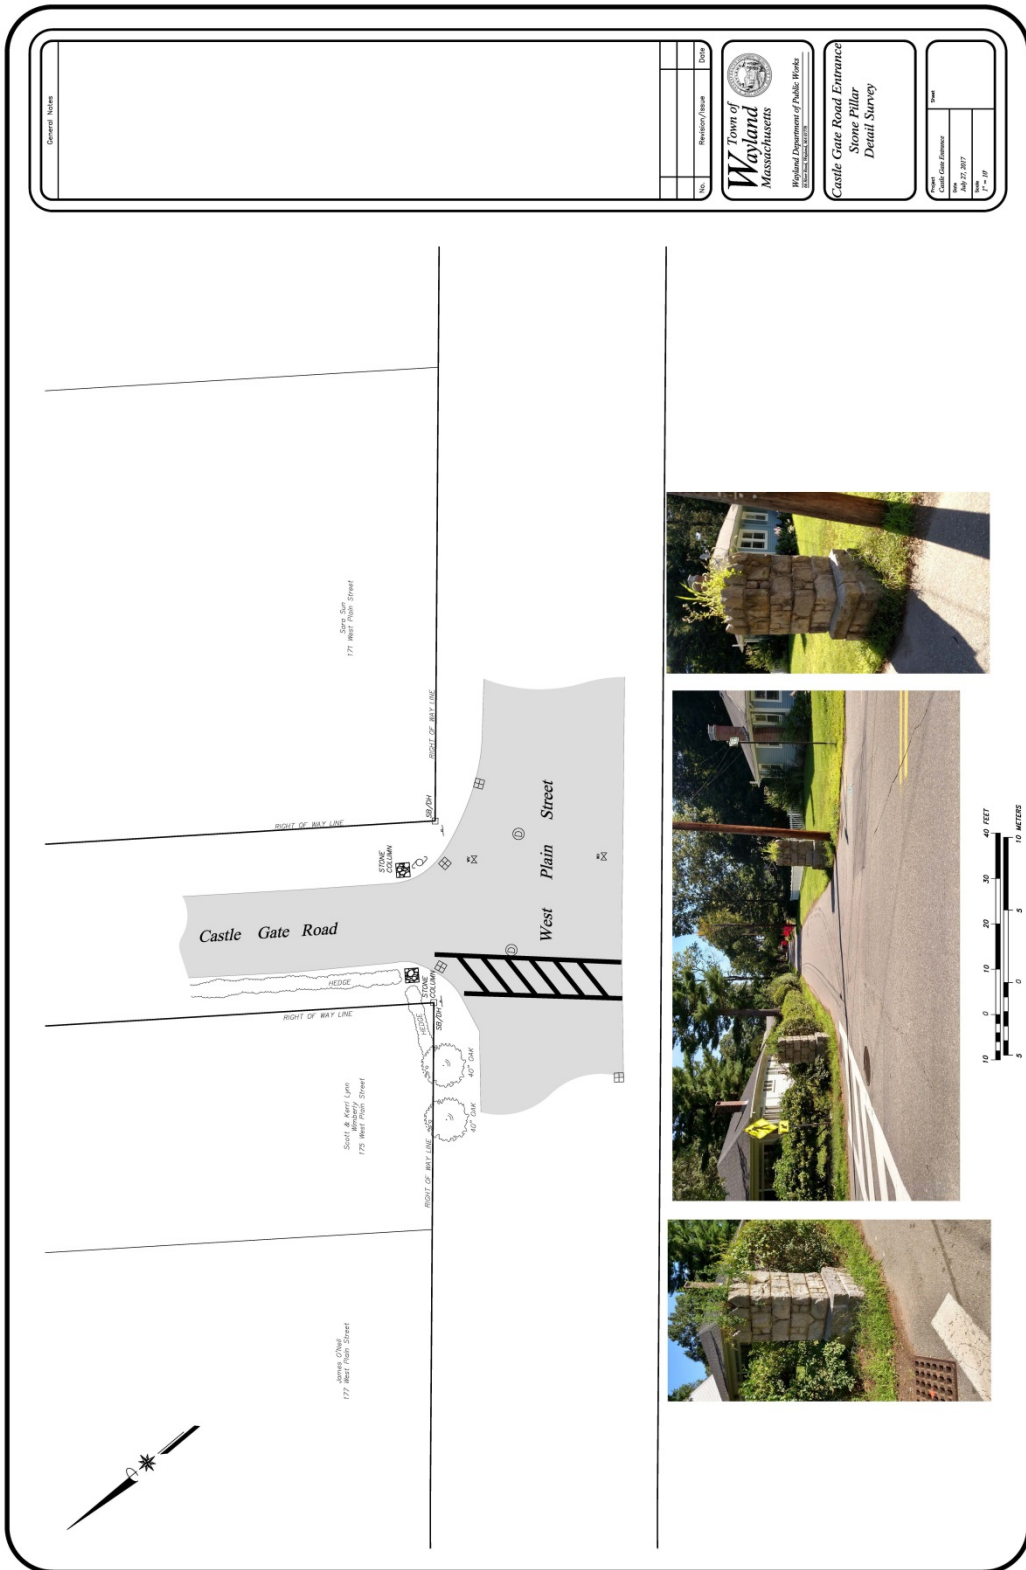 General Notes
No.
Revision/Issue
Date
Town of
Wayland
Massachusetts
Wayland Department of Public Works
Castle Gate Road Entrance
Stone Pillar
Detail Survey
Project
Castle Gate Entrance
Date
July 27, 2017
Scale
1" = 10'
Sheet
Sara Sun
171 West Plain Street
RIGHT OF WAY LINE
RIGHT OF WAY LINE
SB/DH
STONE
COLUMN
Castle Gate Road
West Plain Street
HEDGE
STONE
COLUMN
RIGHT OF WAY LINE
HEDGE
SB/DH
40" OAK
40" OAK
Scott & Kerri Lynn
Wimberly
175 West Plain Street
RIGHT OF WAY LINE
James O'Neil
177 West Plain Street
10 0 10 20 30 40 FEET
5 0 5 10 METERS